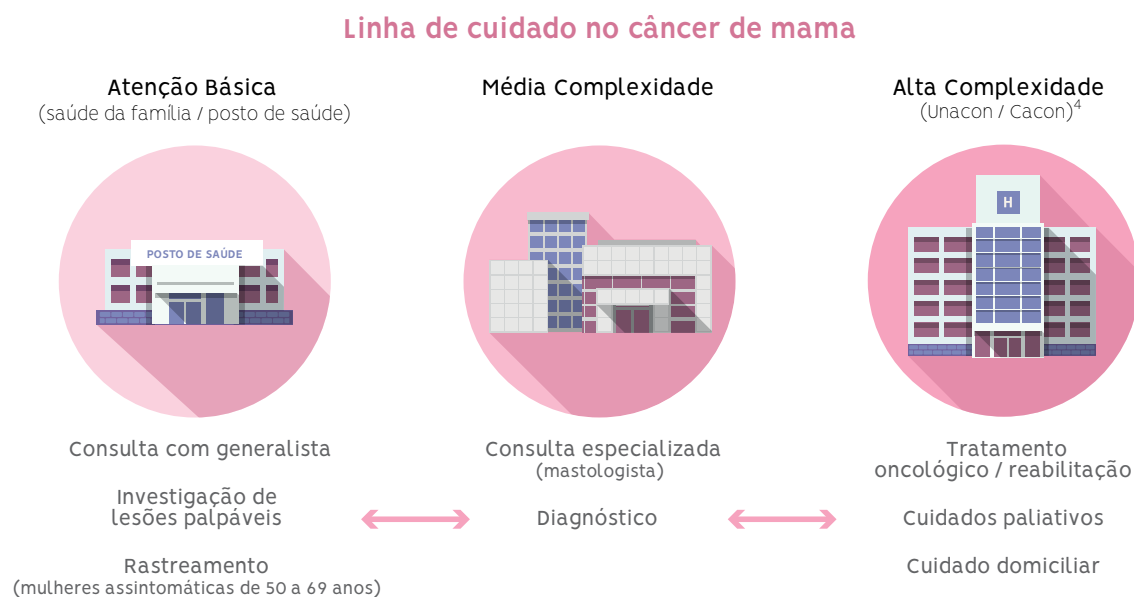 Linha de cuidado no câncer de mama
Atenção Básica
(saúde da família / posto de saúde)
POSTO DE SAÚDE
Consulta com generalista
Investigação de
lesões palpáveis
Rastreamento
(mulheres assintomáticas de 50 a 69 anos)
Média Complexidade
Consulta especializada
(mastologista)
Diagnóstico
Alta Complexidade
(Unacon / Cacon)⁴
H
Tratamento
oncológico / reabilitação
Cuidados paliativos
Cuidado domiciliar